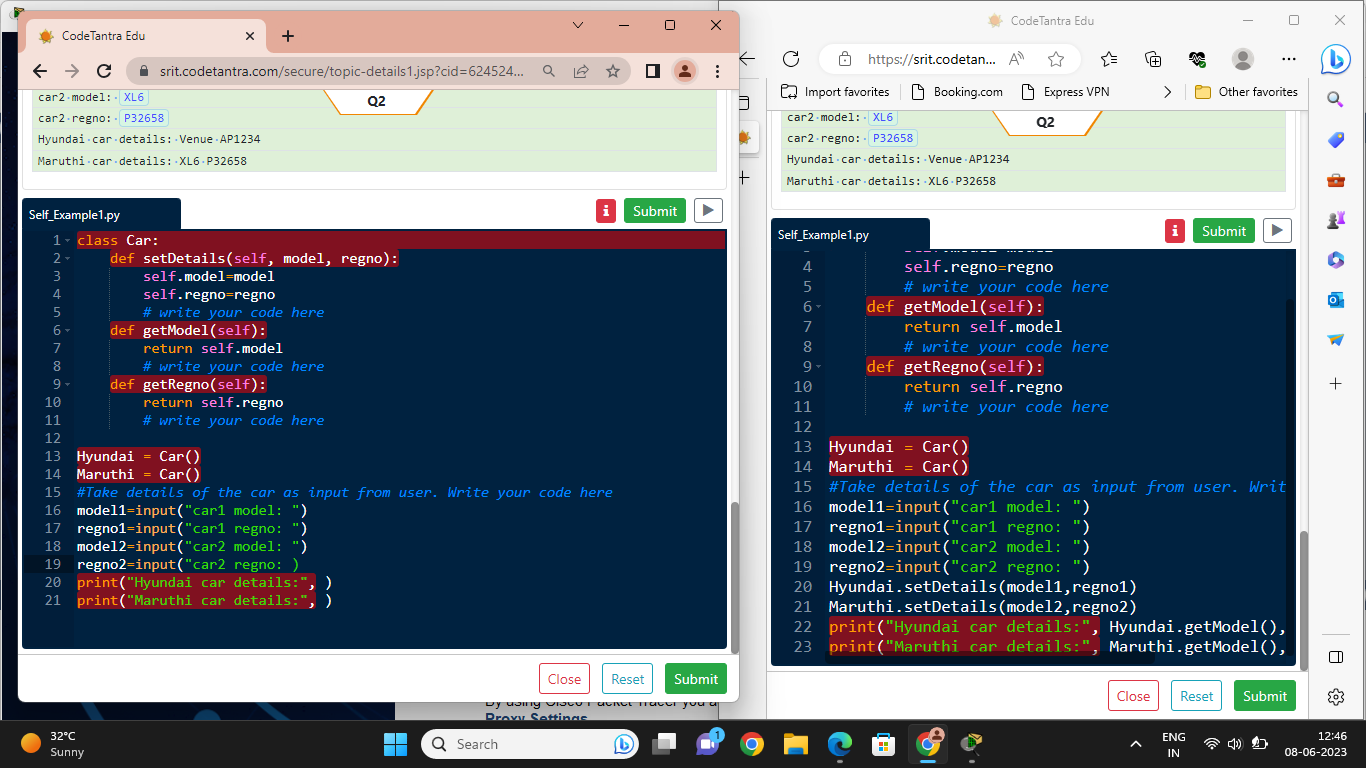 CodeTantra Edu
srit.codetantra.com/secure/topic-details1.jsp?cid=624524...
car2 model: XL6
car2 regno: P32658
Hyundai car details: Venue AP1234
Maruthi car details: XL6 P32658
Q2
Self_Example1.py
i
Submit
1 class Car:
2 def setDetails(self, model, regno):
3 self.model=model
4 self.regno=regno
5 # write your code here
6 def getModel(self):
7 return self.model
8 # write your code here
9 def getRegno(self):
10 return self.regno
11 # write your code here
12
13 Hyundai = Car()
14 Maruthi = Car()
15 #Take details of the car as input from user. Write your code here
16 model1=input("car1 model: ")
17 regno1=input("car1 regno: ")
18 model2=input("car2 model: ")
19 regno2=input("car2 regno: )
20 print("Hyundai car details:", )
21 print("Maruthi car details:", )
Close
Reset
Submit
Proxy Settings
CodeTantra Edu
https://srit.codetan...
Import favorites
Booking.com
Express VPN
Other favorites
car2 model: XL6
car2 regno: P32658
Hyundai car details: Venue AP1234
Maruthi car details: XL6 P32658
Q2
Self_Example1.py
i
Submit
4 self.regno=regno
5 # write your code here
6 def getModel(self):
7 return self.model
8 # write your code here
9 def getRegno(self):
10 return self.regno
11 # write your code here
12
13 Hyundai = Car()
14 Maruthi = Car()
15 #Take details of the car as input from user. Writ
16 model1=input("car1 model: ")
17 regno1=input("car1 regno: ")
18 model2=input("car2 model: ")
19 regno2=input("car2 regno: ")
20 Hyundai.setDetails(model1,regno1)
21 Maruthi.setDetails(model2,regno2)
22 print("Hyundai car details:", Hyundai.getModel(),
23 print("Maruthi car details:", Maruthi.getModel(),
Close
Reset
Submit
32°C
Sunny
Search
1
ENG
IN
12:46
08-06-2023